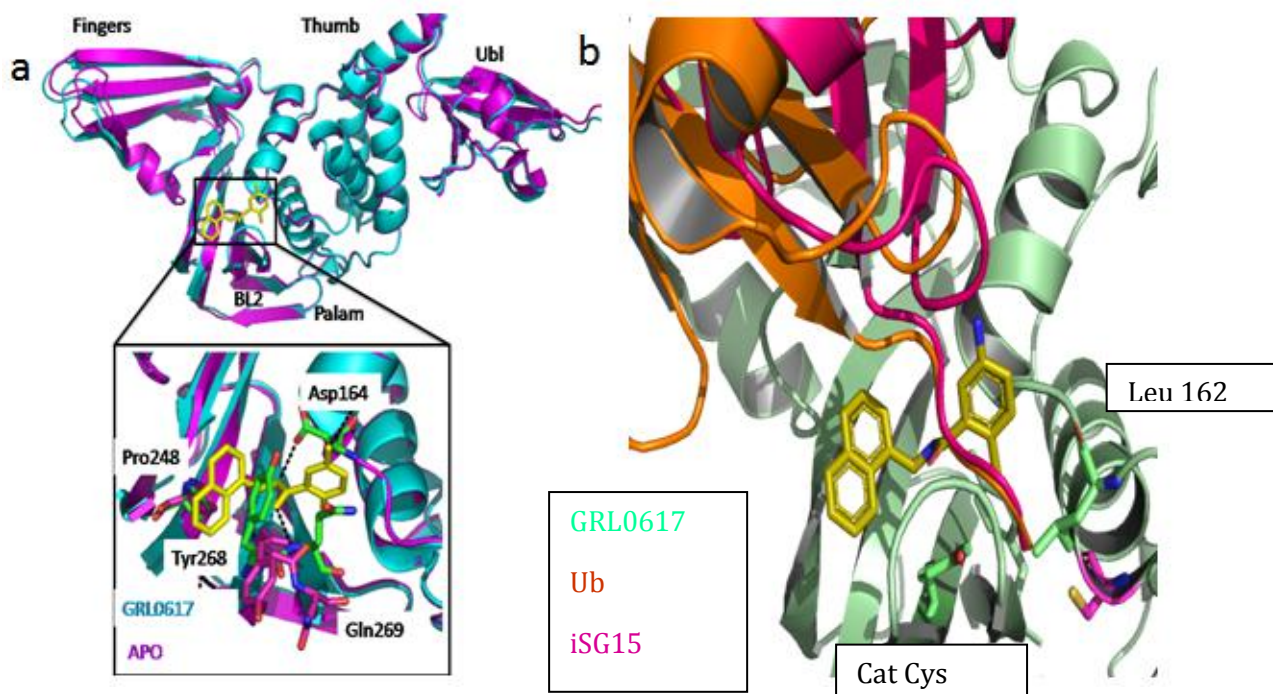 a
Fingers
Thumb
Ubl
BL2
Palam
Asp164
Pro248
Tyr268
GRL0617
APO
Gln269
b
Leu 162
GRL0617
Ub
iSG15
Cat Cys